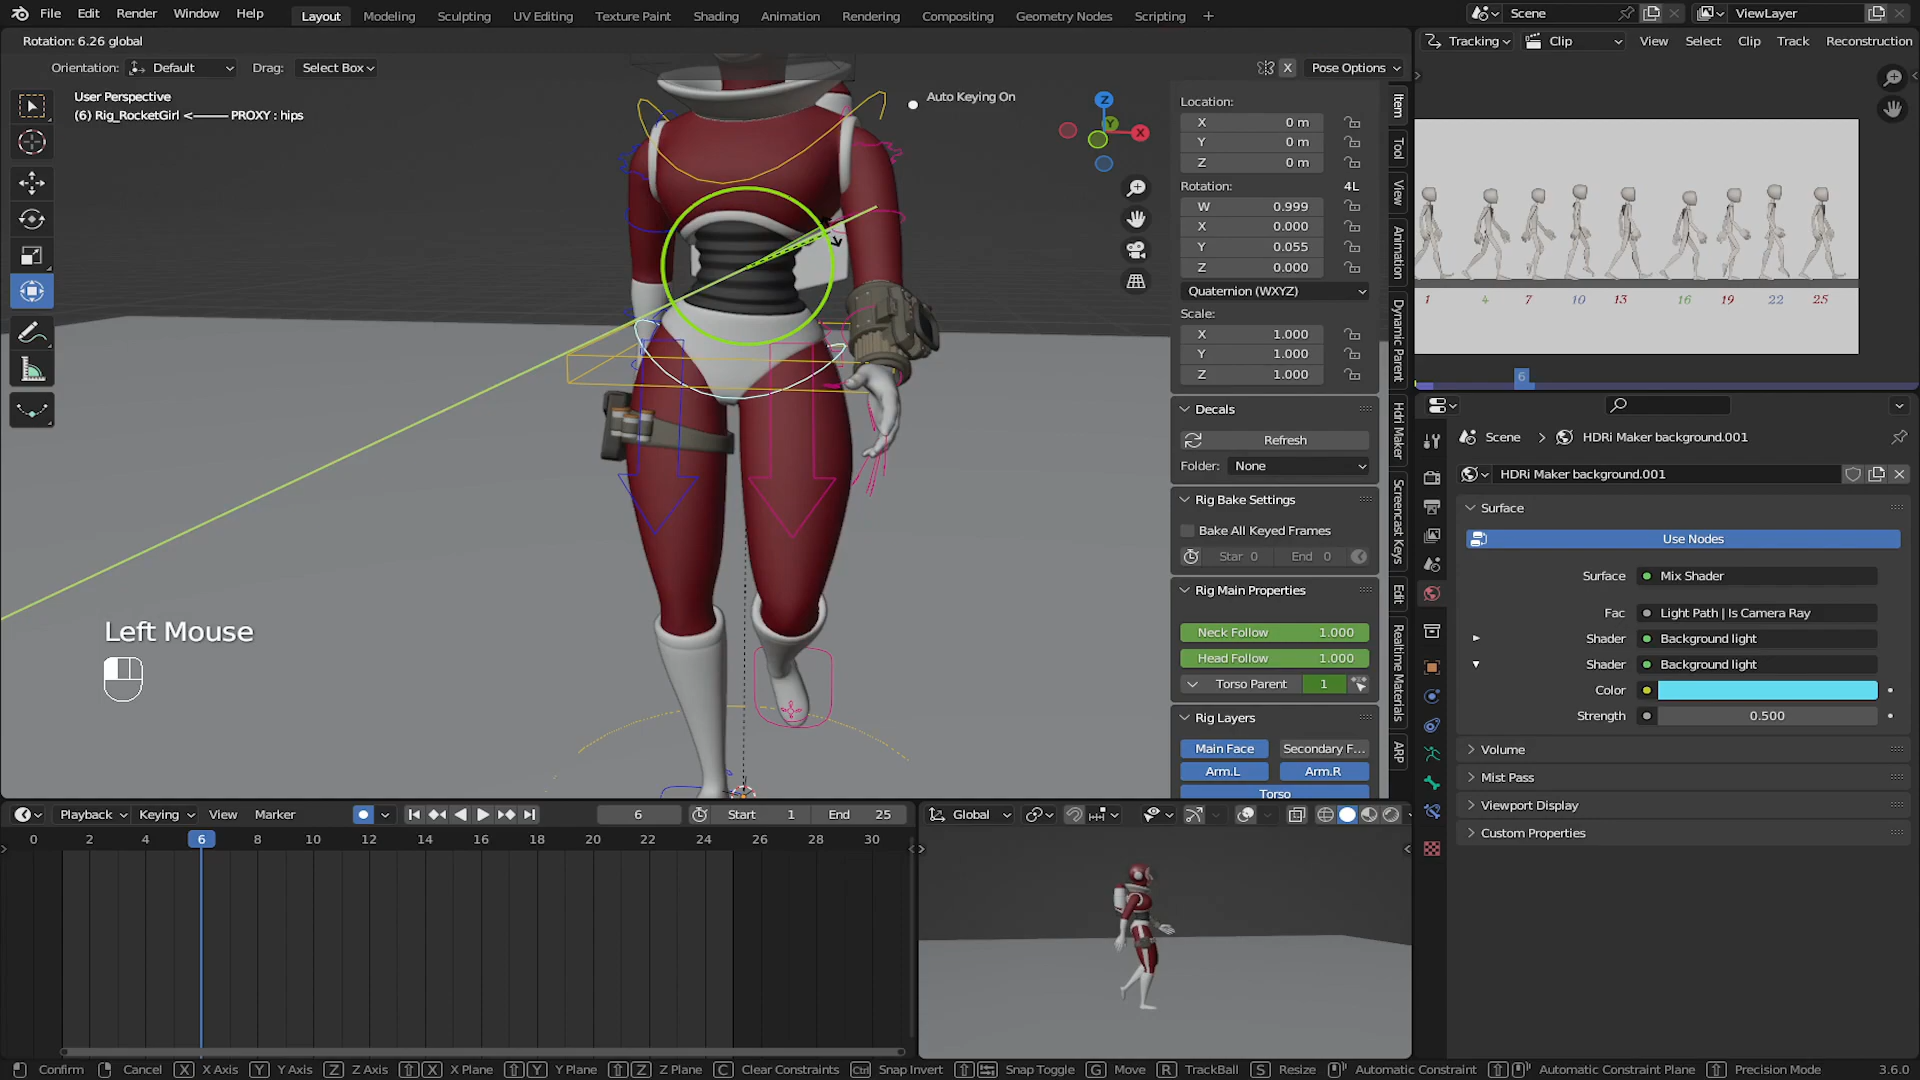 File Edit Render Window Help Layout Modeling Sculpting UV Editing Texture Paint Shading Animation Rendering Compositing Geometry Nodes Scripting + Scene ViewLayer
Rotation: 6.26 global
Tracking Clip View Select Clip Track Reconstruction
Orientation: Default Drag: Select Box X Pose Options
User Perspective
(6) Rig_RocketGirl <——— PROXY : hips
Auto Keying On
Z
Y
X
Location:
X 0 m
Y 0 m
Z 0 m
Rotation: 4L
W 0.999
X 0.000
Y 0.055
Z 0.000
Quaternion (WXYZ)
Scale:
X 1.000
Y 1.000
Z 1.000
Decals
Refresh
Folder: None
Rig Bake Settings
Bake All Keyed Frames
Star 0 End 0
Rig Main Properties
Neck Follow 1.000
Head Follow 1.000
Torso Parent 1
Rig Layers
Main Face Secondary F...
Arm.L Arm.R
Torso
Item
Tool
View
Animation
Dynamic Parent
Hdri Maker
Screencast Keys
Edit
Realtime Materials
ARP
1 4 7 10 13 16 19 22 25
6
Scene > HDRi Maker background.001
HDRi Maker background.001
Surface
Use Nodes
Surface Mix Shader
Fac Light Path | Is Camera Ray
Shader Background light
Shader Background light
Color
Strength 0.500
Volume
Mist Pass
Viewport Display
Custom Properties
Left Mouse
Playback Keying View Marker 6 Start 1 End 25
0 2 4 6 8 10 12 14 16 18 20 22 24 26 28 30
Global
Confirm Cancel X X Axis Y Y Axis Z Z Axis X X Plane Y Y Plane Z Z Plane C Clear Constraints Ctrl Snap Invert Snap Toggle G Move R TrackBall S Resize Automatic Constraint Automatic Constraint Plane Precision Mode 3.6.0